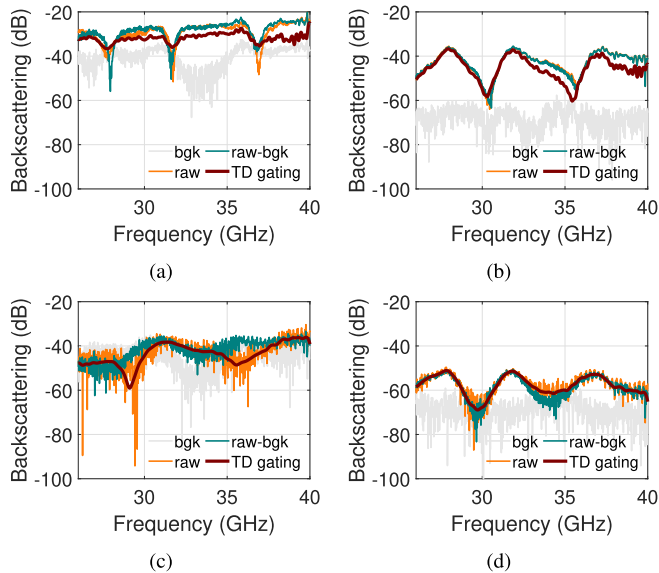 -20
-40
-60
-80
-100
Backscattering (dB)
bgk raw-bgk
raw TD gating
30 35 40
Frequency (GHz)
(a)
-20
-40
-60
-80
-100
Backscattering (dB)
bgk raw-bgk
raw TD gating
30 35 40
Frequency (GHz)
(b)
-20
-40
-60
-80
-100
Backscattering (dB)
bgk raw-bgk
raw TD gating
30 35 40
Frequency (GHz)
(c)
-20
-40
-60
-80
-100
Backscattering (dB)
bgk raw-bgk
raw TD gating
30 35 40
Frequency (GHz)
(d)